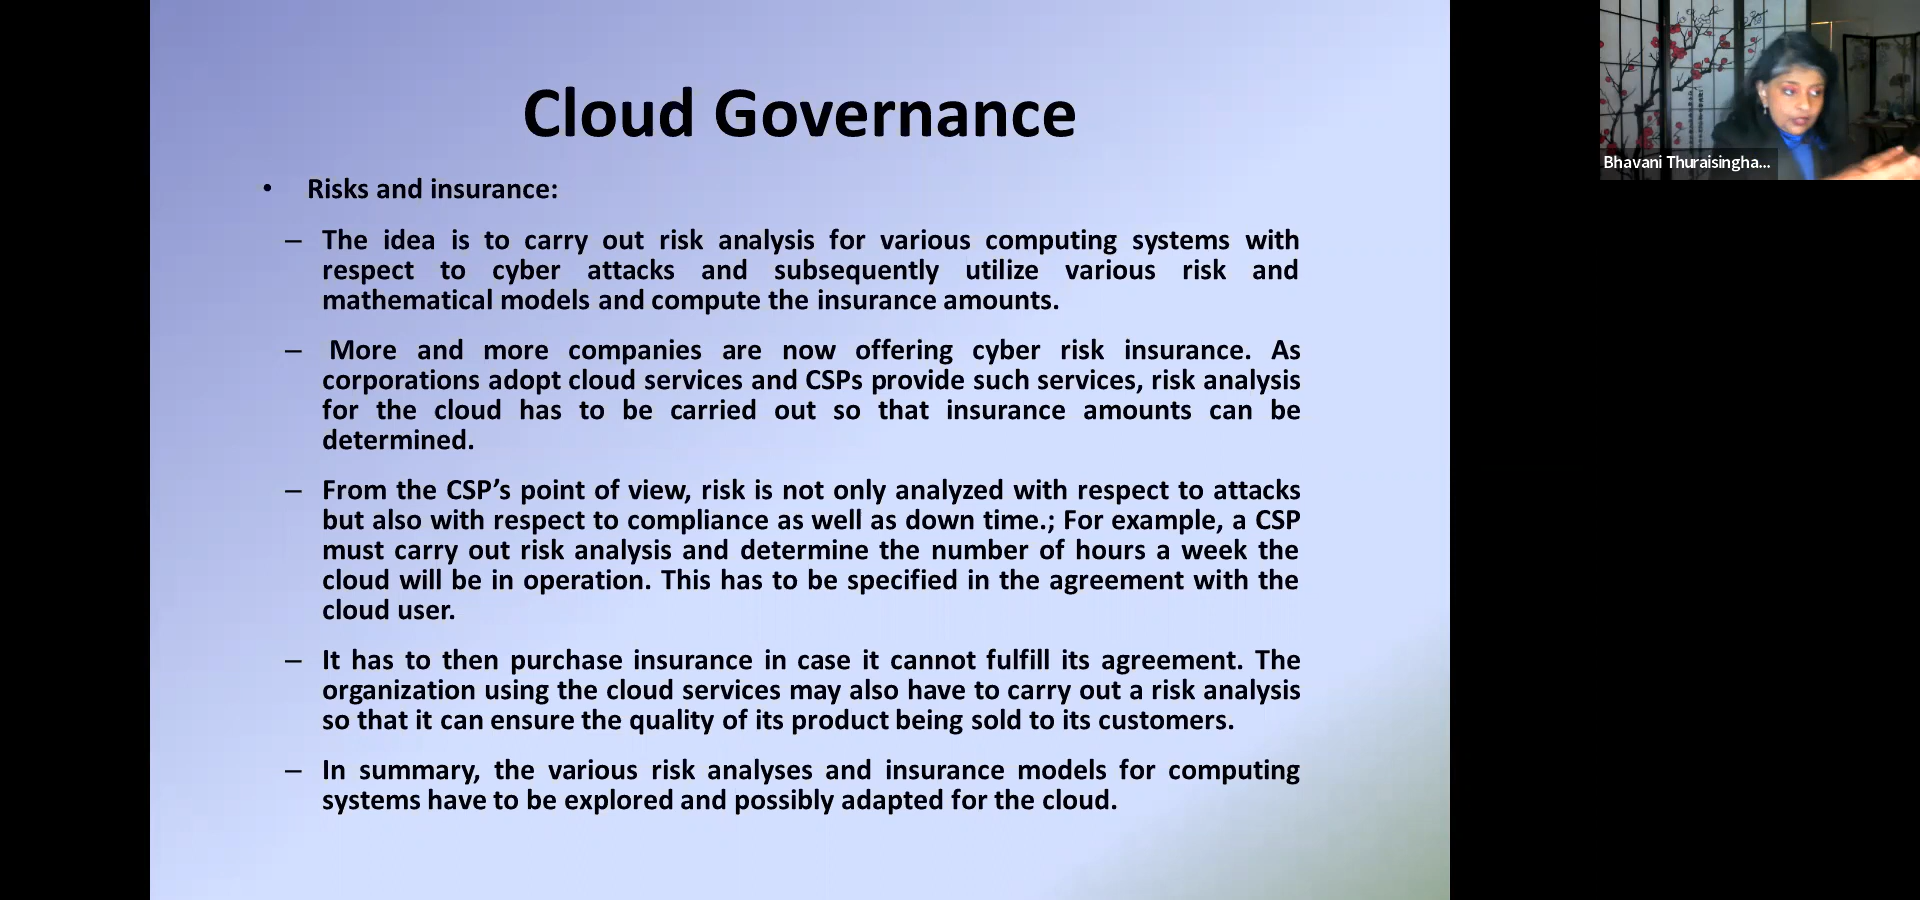 Cloud Governance
• Risks and insurance:
– The idea is to carry out risk analysis for various computing systems with
respect to cyber attacks and subsequently utilize various risk and
mathematical models and compute the insurance amounts.
– More and more companies are now offering cyber risk insurance. As
corporations adopt cloud services and CSPs provide such services, risk analysis
for the cloud has to be carried out so that insurance amounts can be
determined.
– From the CSP’s point of view, risk is not only analyzed with respect to attacks
but also with respect to compliance as well as down time.; For example, a CSP
must carry out risk analysis and determine the number of hours a week the
cloud will be in operation. This has to be specified in the agreement with the
cloud user.
– It has to then purchase insurance in case it cannot fulfill its agreement. The
organization using the cloud services may also have to carry out a risk analysis
so that it can ensure the quality of its product being sold to its customers.
– In summary, the various risk analyses and insurance models for computing
systems have to be explored and possibly adapted for the cloud.
Bhavani Thuraisingha...